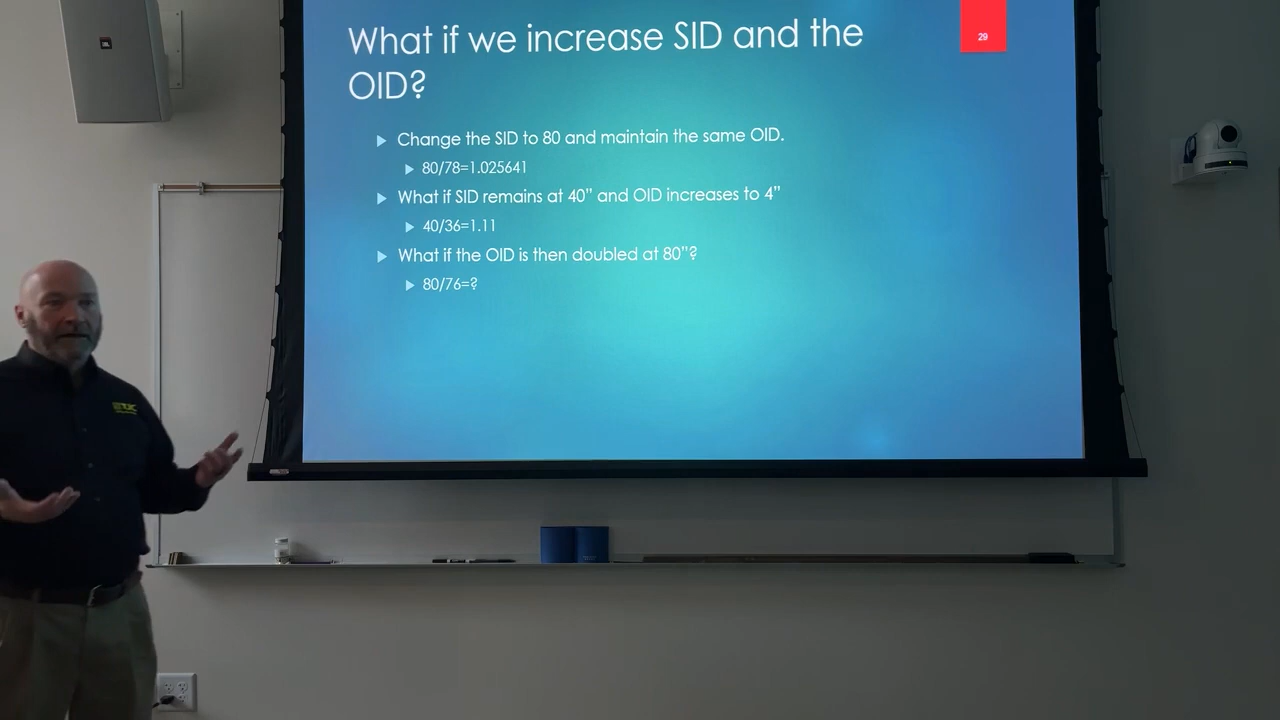 What if we increase SID and the
OID?
29
Change the SID to 80 and maintain the same OID.
80/78=1.025641
What if SID remains at 40” and OID increases to 4”
40/36=1.11
What if the OID is then doubled at 80”?
80/76=?
JBL